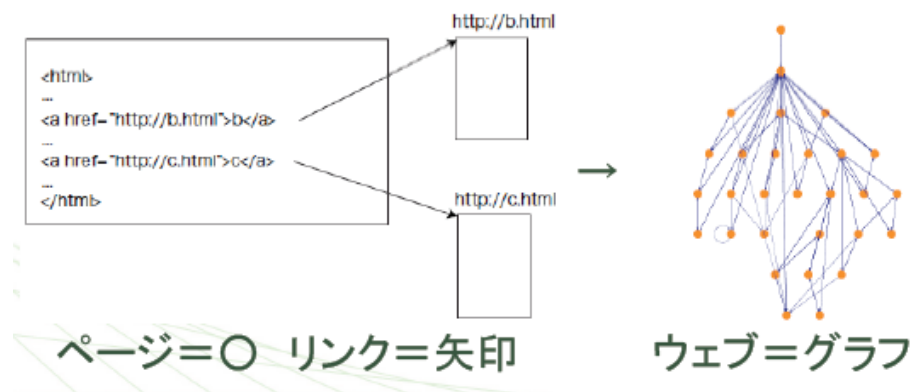 http://b.html
<html>
...
<a href="http://b.html">b</a>
...
<a href="http://c.html">c</a>
...
</html>
http://c.html
→
ページ=○ リンク=矢印
ウェブ=グラフ